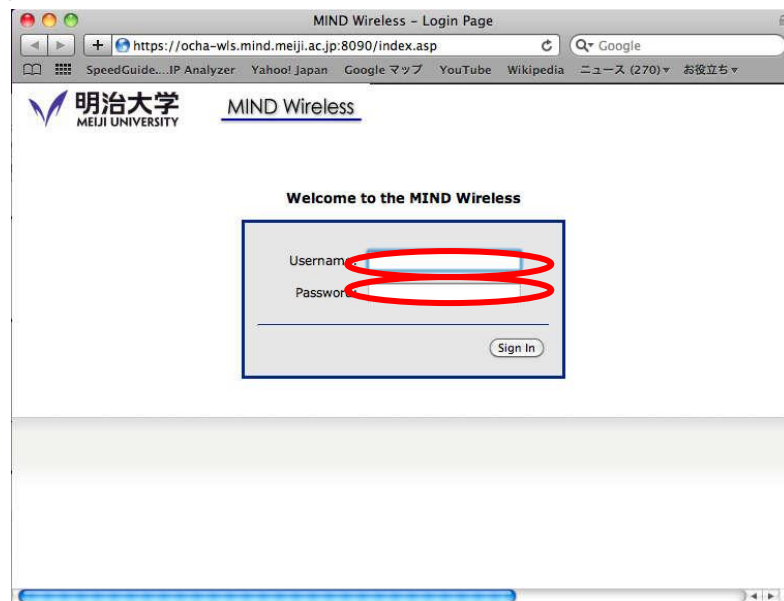 MIND Wireless – Login Page
https://ocha-wls.mind.meiji.ac.jp:8090/index.asp
Google
SpeedGuide...IP Analyzer Yahoo! Japan Google マップ YouTube Wikipedia ニュース (270)▼ お役立ち▼
明治大学
MEIJI UNIVERSITY
MIND Wireless
Welcome to the MIND Wireless
Username:
Password:
Sign In